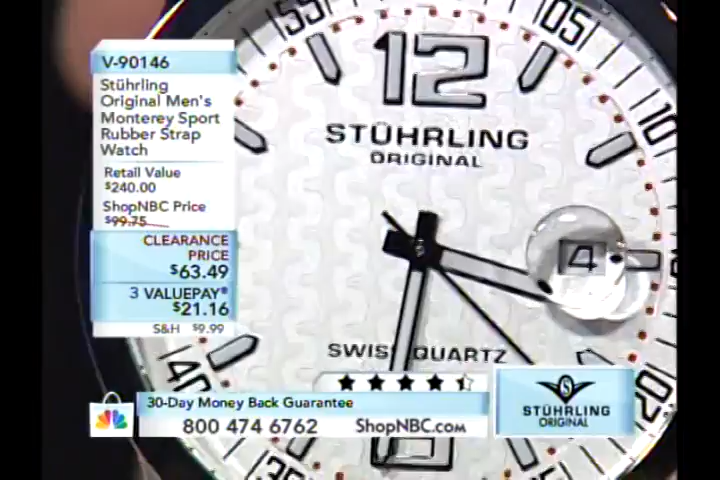 V-90146
Stührling
Original Men's
Monterey Sport
Rubber Strap
Watch
Retail Value
$240.00
ShopNBC Price
$99.75
CLEARANCE
PRICE
$63.49
3 VALUEPAY®
$21.16
S&H $9.99
55
05
12
10
STÜHRLING
ORIGINAL
4
SWISS QUARTZ
40
20
35
30-Day Money Back Guarantee
800 474 6762 ShopNBC.com
S
STÜHRLING
ORIGINAL